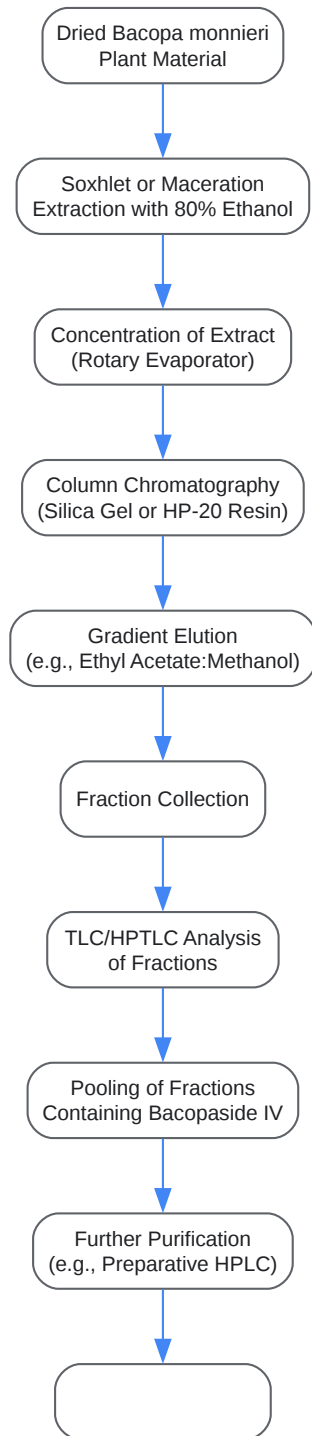 Dried Bacopa monnieri
Plant Material
Soxhlet or Maceration
Extraction with 80% Ethanol
Concentration of Extract
(Rotary Evaporator)
Column Chromatography
(Silica Gel or HP-20 Resin)
Gradient Elution
(e.g., Ethyl Acetate:Methanol)
Fraction Collection
TLC/HPTLC Analysis
of Fractions
Pooling of Fractions
Containing Bacopaside IV
Further Purification
(e.g., Preparative HPLC)